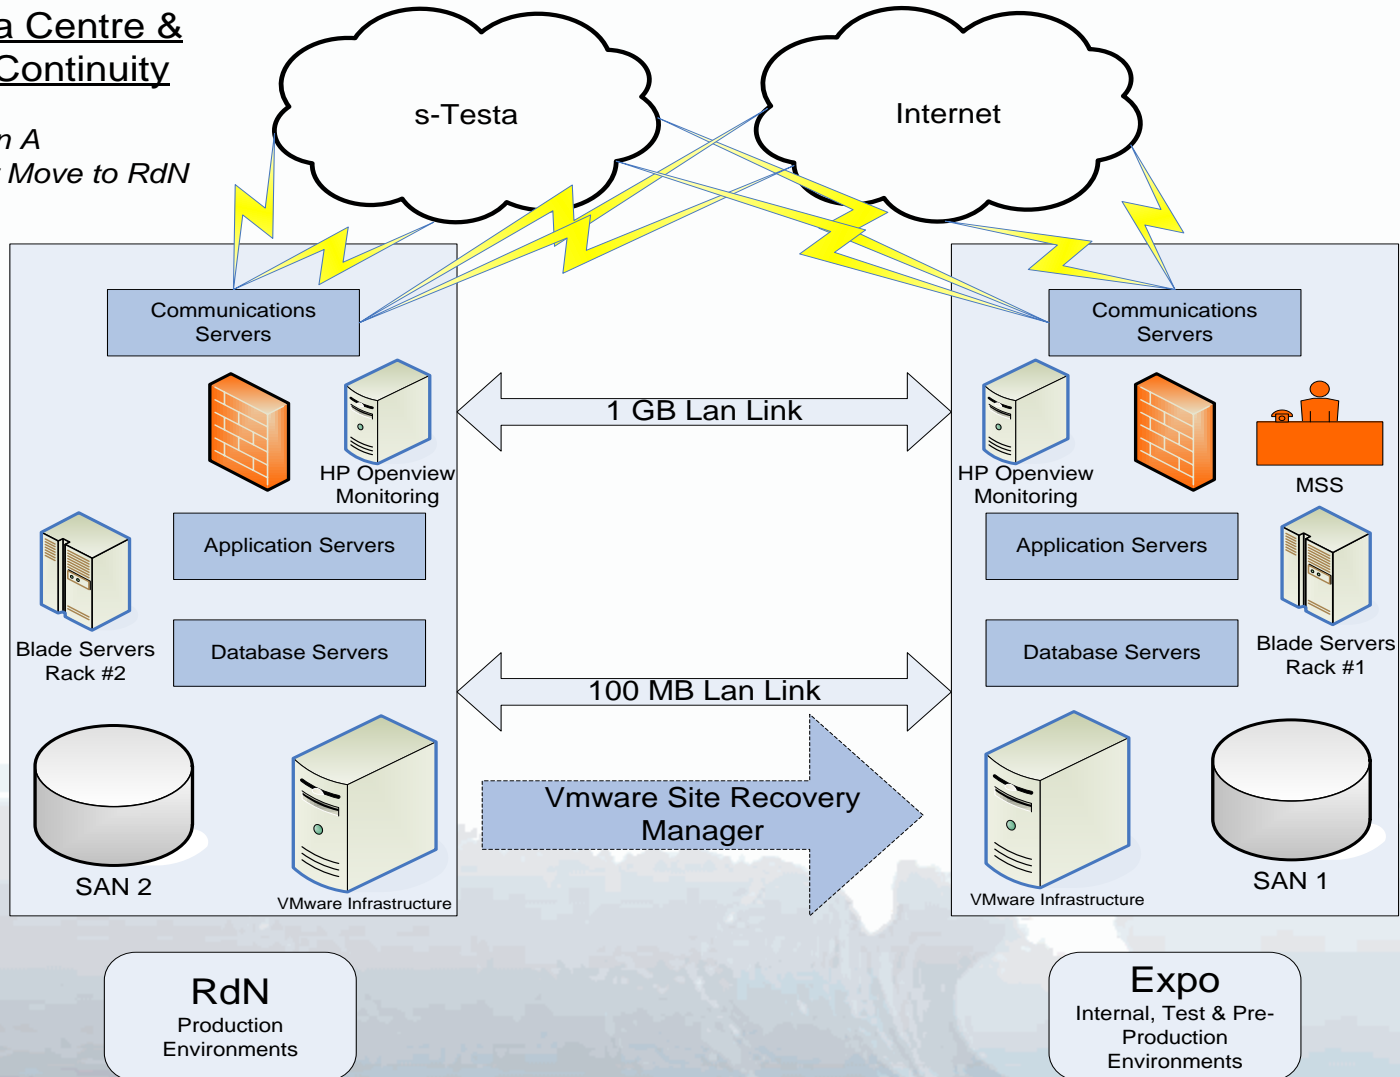 a Centre &
Continuity
n A
Move to RdN
s-Testa
Internet
Communications
Servers
Communications
Servers
1 GB Lan Link
HP Openview
Monitoring
HP Openview
Monitoring
MSS
Application Servers
Application Servers
Blade Servers
Rack #2
Database Servers
Database Servers
Blade Servers
Rack #1
100 MB Lan Link
Vmware Site Recovery
Manager
SAN 2
VMware Infrastructure
VMware Infrastructure
SAN 1
RdN
Production
Environments
Expo
Internal, Test & Pre-
Production
Environments